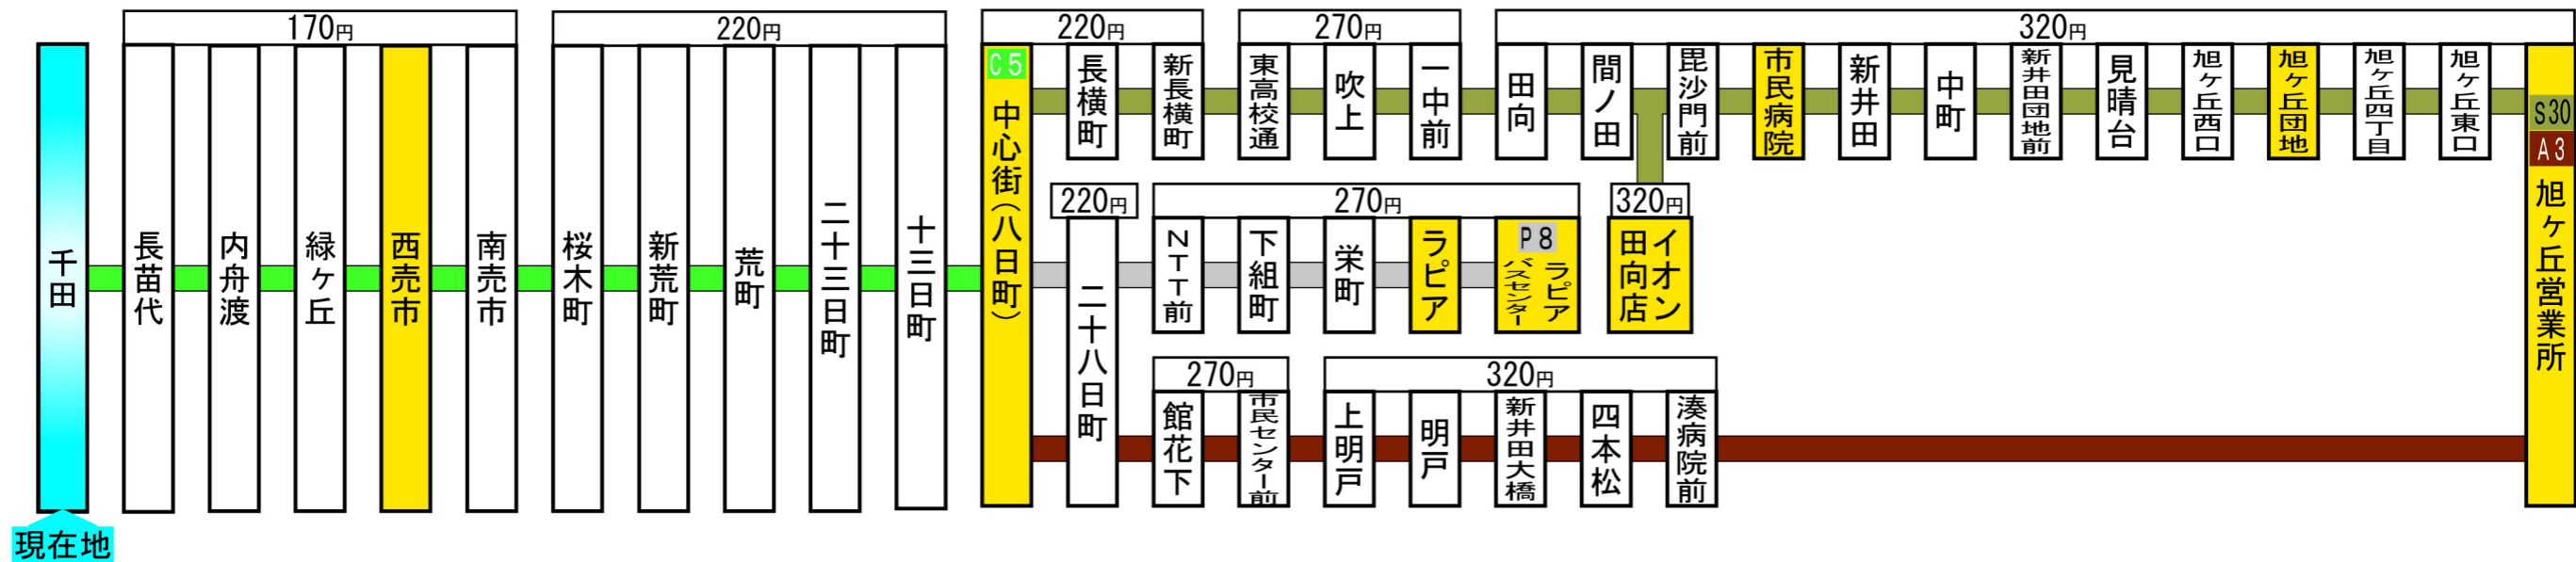 170円
220円
220円
270円
320円
千田
長苗代
内舟渡
緑ヶ丘
西売市
南売市
桜木町
新荒町
荒町
二十三日町
十三日町
C5
中心街(八日町)
長横町
新長横町
東高校通
吹上
一中前
田向
間ノ田
毘沙門前
市民病院
新井田
中町
新井田団地前
見晴台
旭ヶ丘西口
旭ヶ丘団地
旭ヶ丘四丁目
旭ヶ丘東口
S30
A3
旭ヶ丘営業所
220円
270円
320円
二十八日町
NTT前
下組町
栄町
ラピア
P8
ラピア
バスセンター
イオン
田向店
270円
320円
館花下
市民センター前
上明戸
明戸
新井田大橋
四本松
湊病院前
現在地